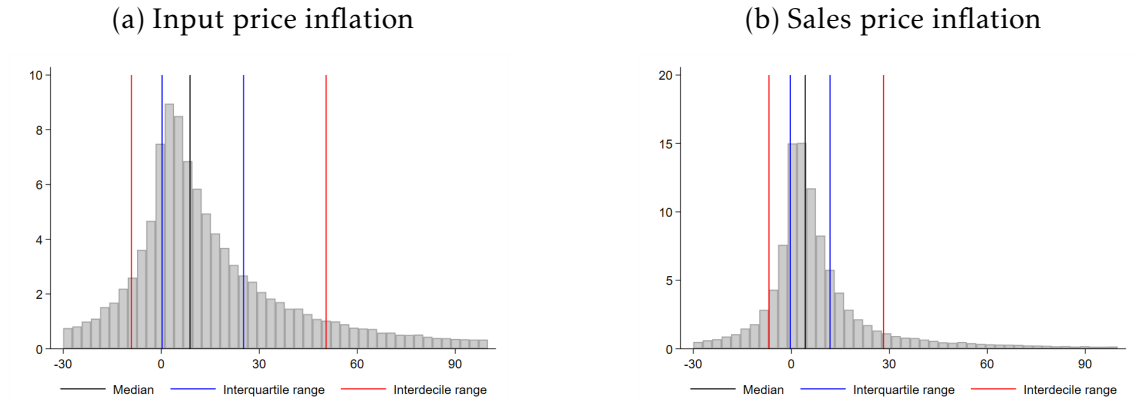 (a) Input price inflation
10
8
6
4
2
0
-30 0 30 60 90
Median Interquartile range Interdecile range
(b) Sales price inflation
20
15
10
5
0
-30 0 30 60 90
Median Interquartile range Interdecile range